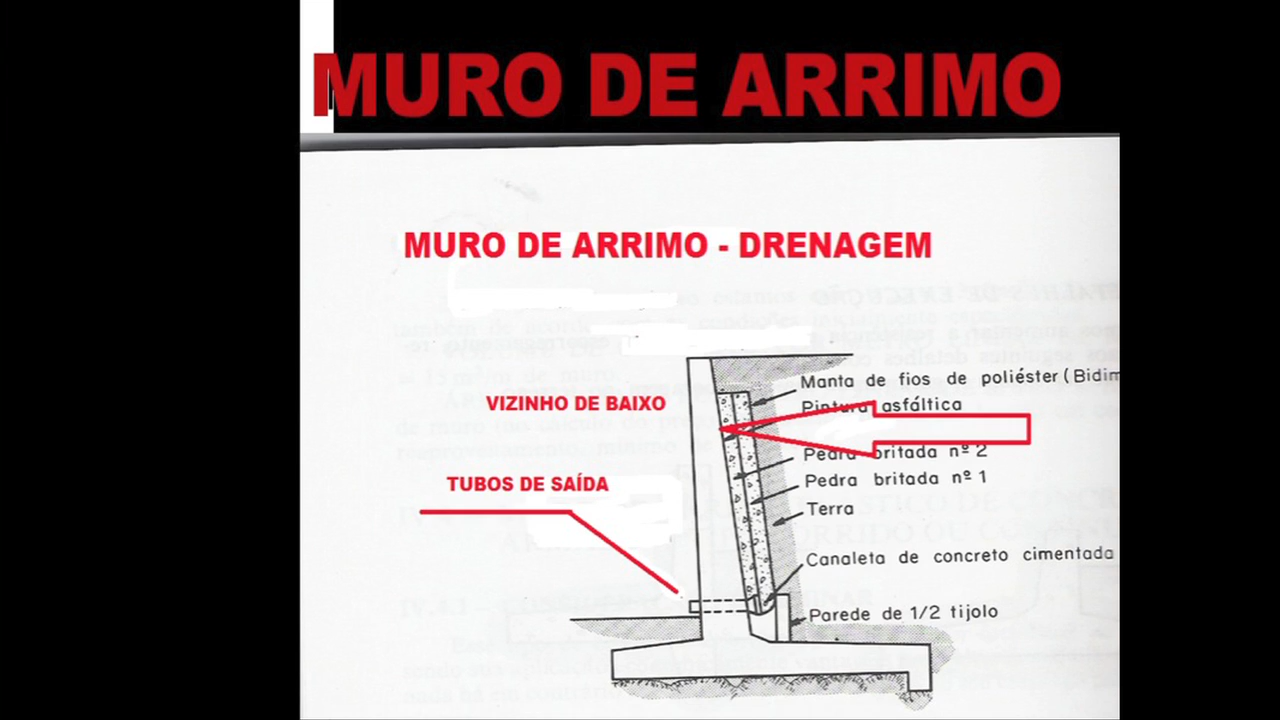 MURO DE ARRIMO
MURO DE ARRIMO - DRENAGEM
Manta de fios de poliéster (Bidim
VIZINHO DE BAIXO
Pintura asfáltica
Pedra britada nº 2
TUBOS DE SAÍDA
Pedra britada nº 1
Terra
Canaleta de concreto cimentada
Parede de 1/2 tijolo